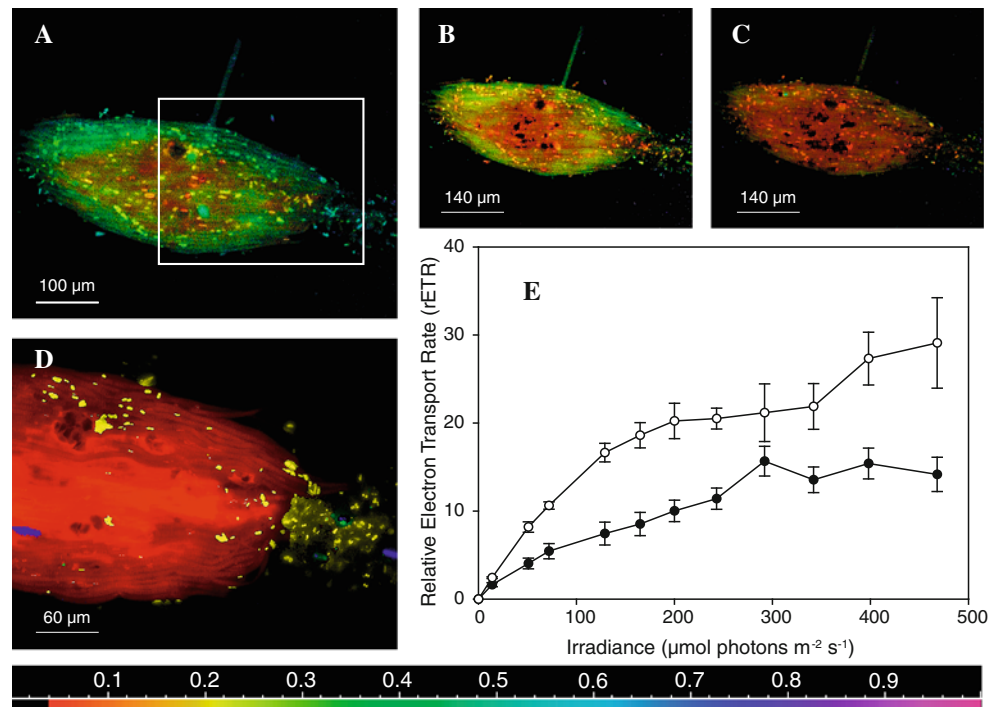 A
100 µm
B
140 µm
C
140 µm
D
60 µm
E
Relative Electron Transport Rate (rETR)
40
30
20
10
0
0 100 200 300 400 500
Irradiance (µmol photons m-2 s-1)
0.1 0.2 0.3 0.4 0.5 0.6 0.7 0.8 0.9